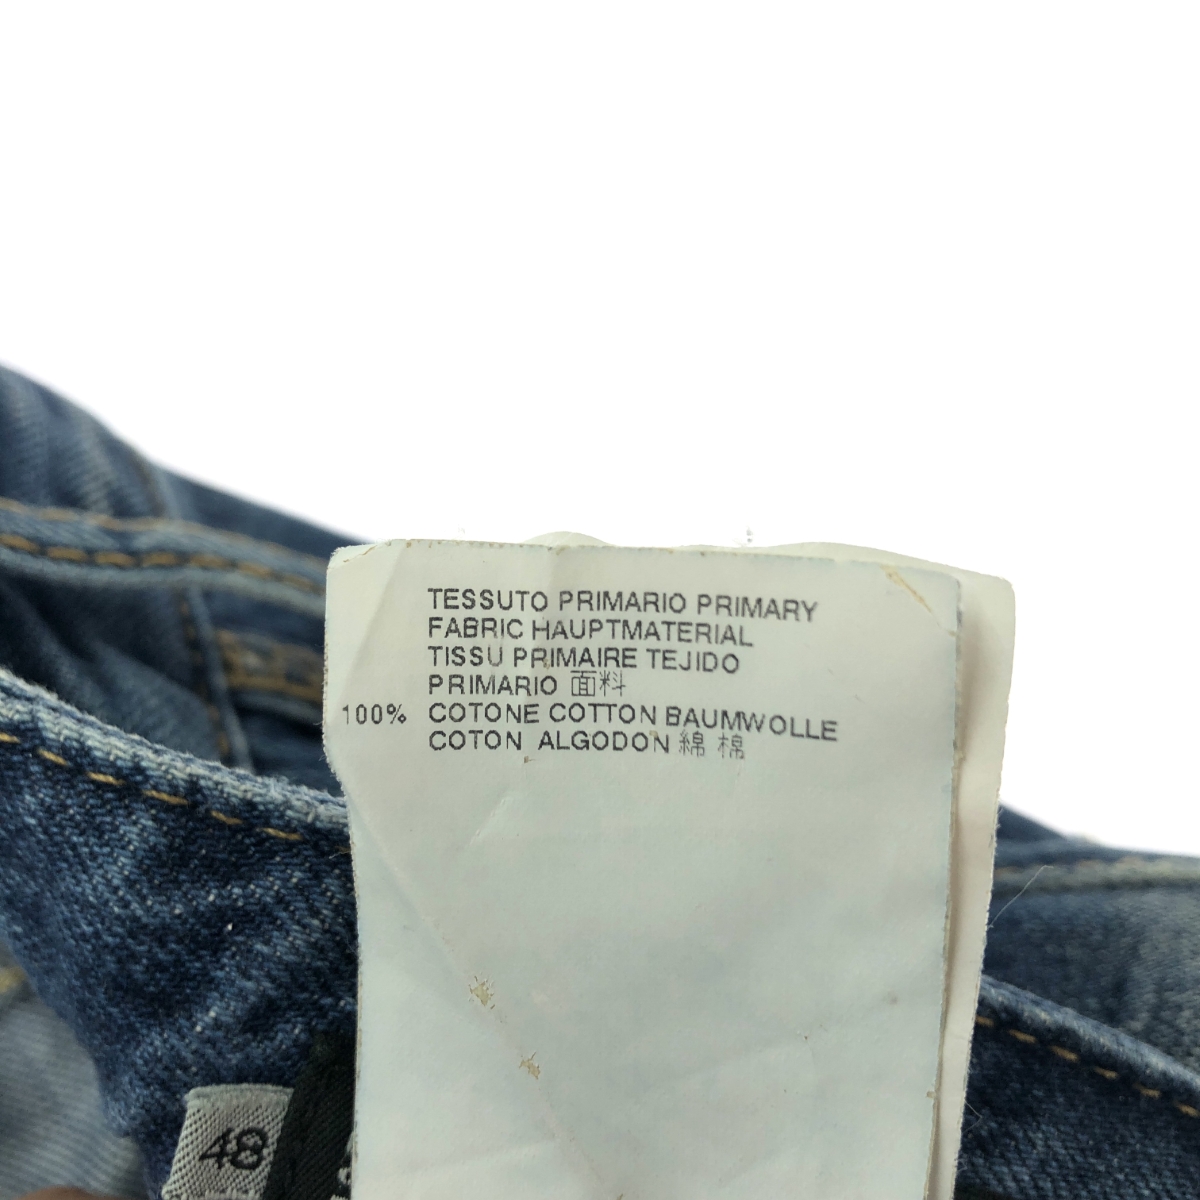 TESSUTO PRIMARIO PRIMARY
FABRIC HAUPTMATERIAL
TISSU PRIMAIRE TEJIDO
PRIMARIO 面料
100% COTONE COTTON BAUMWOLLE
COTON ALGODON 綿 棉
48